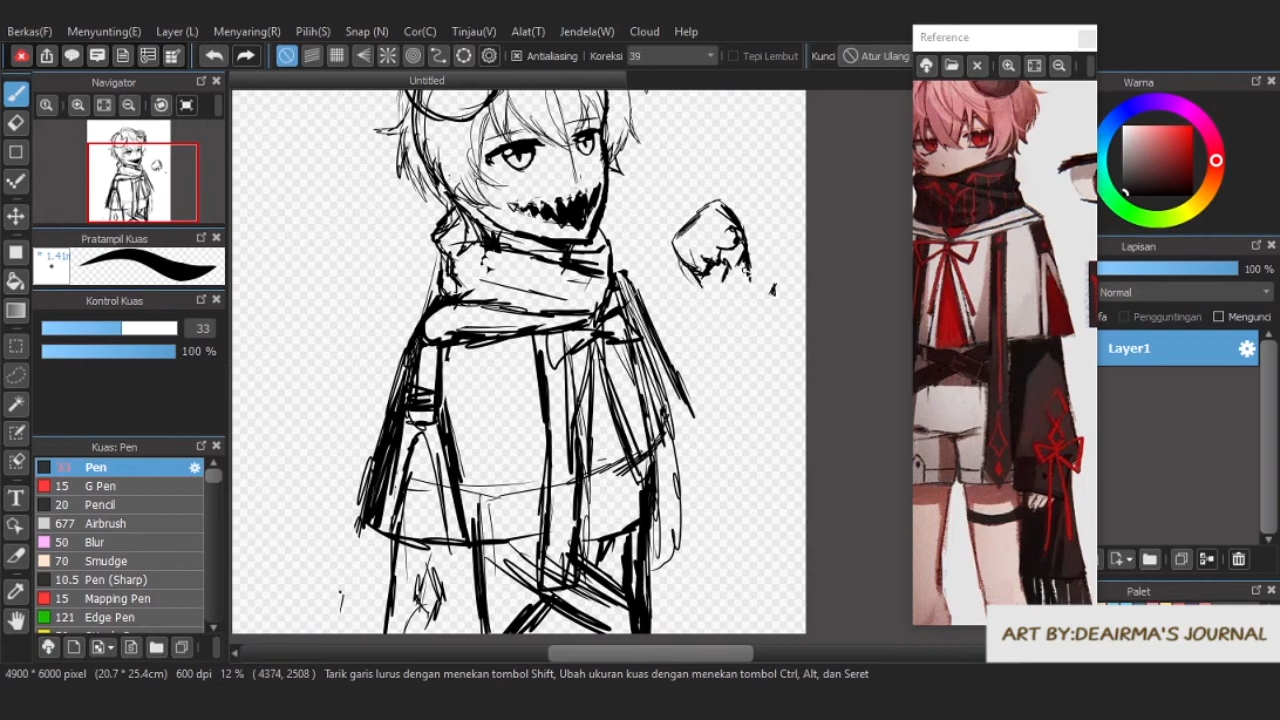 Berkas(F) Menyunting(E) Layer (L) Menyaring(R) Pilih(S) Snap (N) Cor(C) Tinjau(V) Alat(T) Jendela(W) Cloud Help
Reference
Antialiasing Koreksi 39 Tepi Lembut Kunci Atur Ulang
Navigator
Untitled
Warna
Pratampil Kuas
Lapisan
100 %
Normal
Kontrol Kuas
fa Penggunting Mengunci
33
100 %
Layer1
Kuas: Pen
33 Pen
15 G Pen
20 Pencil
677 Airbrush
50 Blur
70 Smudge
10.5 Pen (Sharp)
15 Mapping Pen
121 Edge Pen
Palet
ART BY:DEAIRMA'S JOURNAL
4900 * 6000 pixel (20.7 * 25.4cm) 600 dpi 12 % ( 4374, 2508 ) Tarik garis lurus dengan menekan tombol Shift, Ubah ukuran kuas dengan menekan tombol Ctrl, Alt, dan Seret